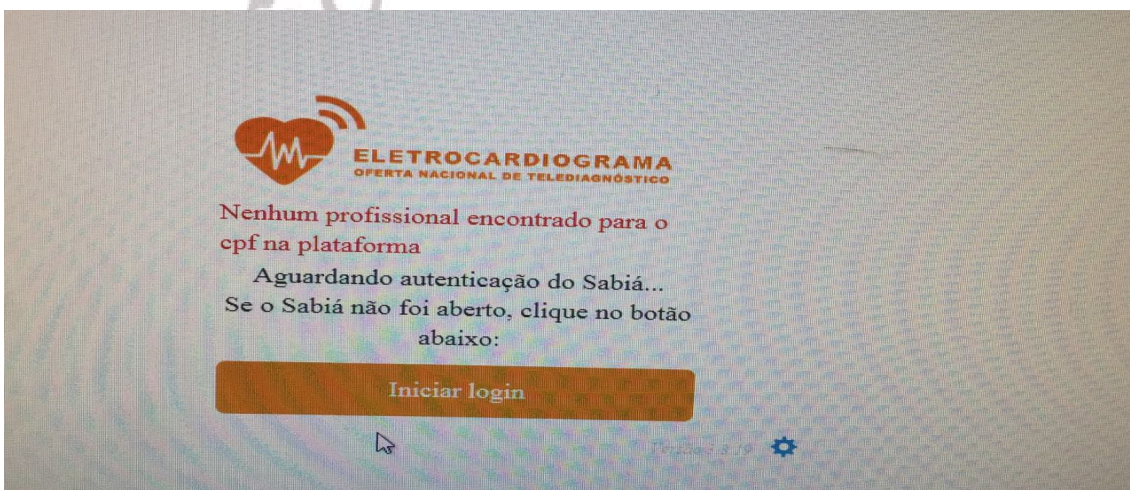 ELETROCARDIOGRAMA
OFERTA NACIONAL DE TELEDIAGNÓSTICO
Nenhum profissional encontrado para o
cpf na plataforma
Aguardando autenticação do Sabiá...
Se o Sabiá não foi aberto, clique no botão
abaixo:
Iniciar login